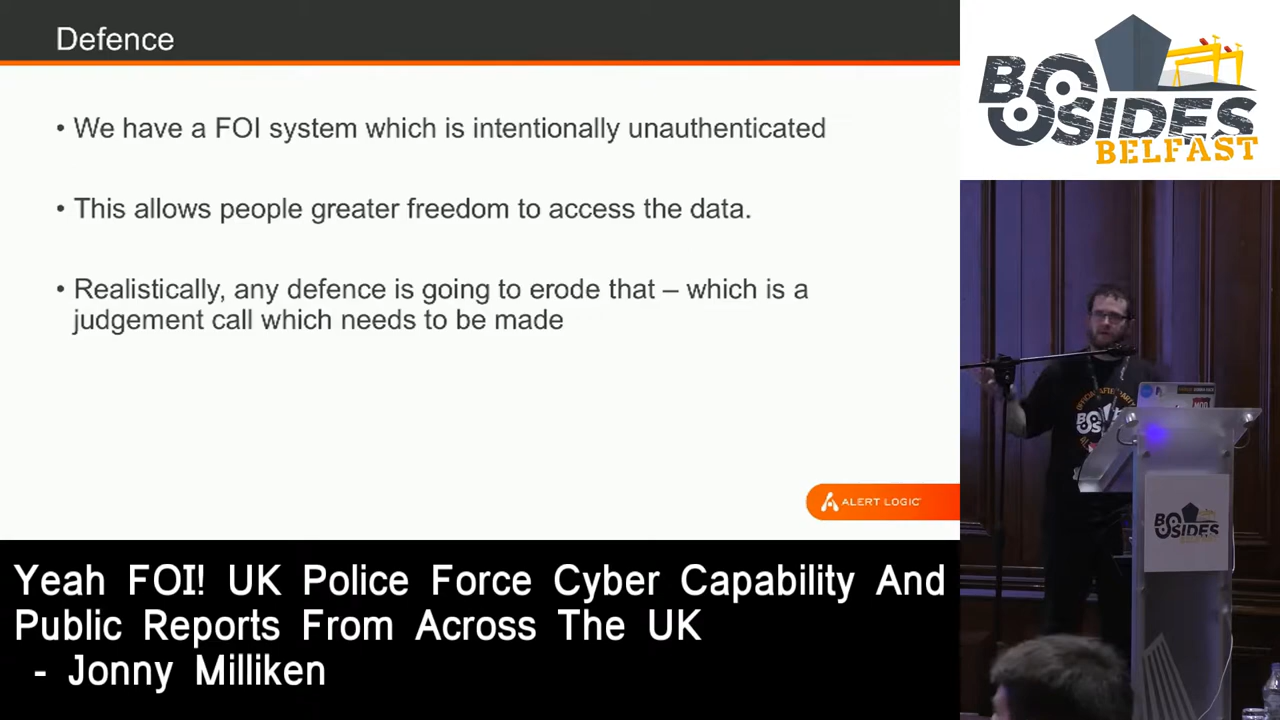 Defence
• We have a FOI system which is intentionally unauthenticated
• This allows people greater freedom to access the data.
• Realistically, any defence is going to erode that – which is a
judgement call which needs to be made
ALERT LOGIC
BSIDES
BELFAST
BSIDES
BELFAST
Yeah FOI! UK Police Force Cyber Capability And
Public Reports From Across The UK
- Jonny Milliken